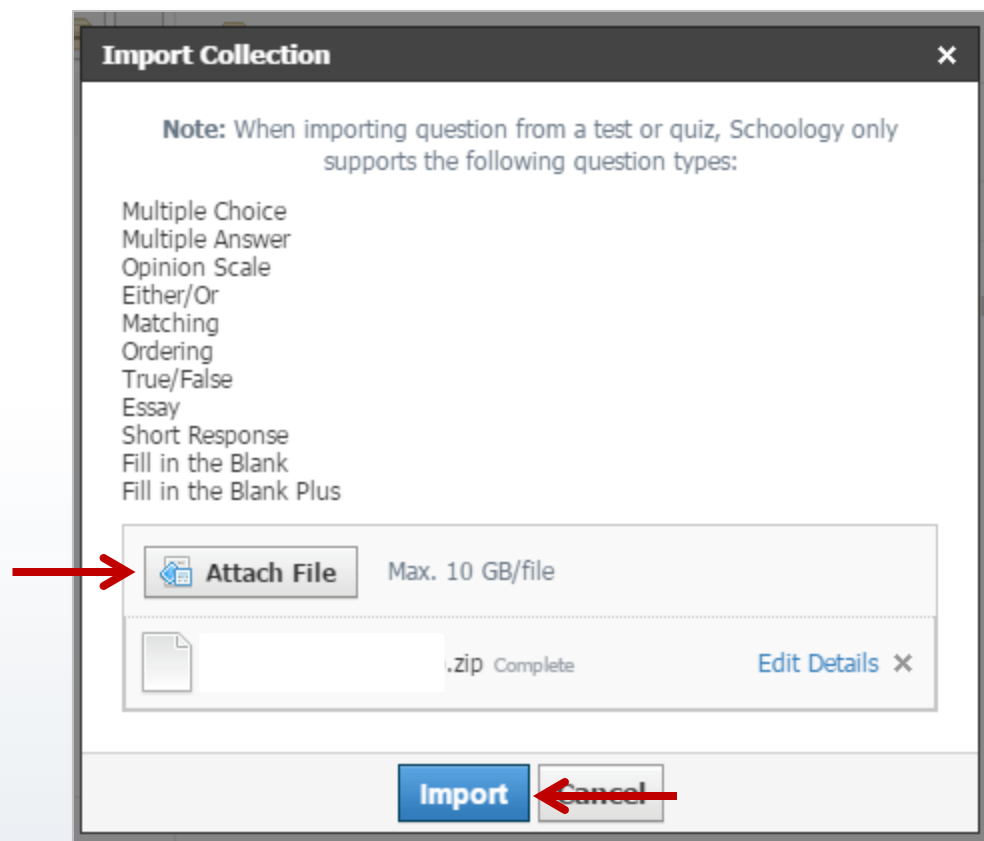 Import Collection ×
Note: When importing question from a test or quiz, Schoology only
supports the following question types:
Multiple Choice
Multiple Answer
Opinion Scale
Either/Or
Matching
Ordering
True/False
Essay
Short Response
Fill in the Blank
Fill in the Blank Plus
Attach File Max. 10 GB/file
.zip Complete Edit Details ×
Import Cancel